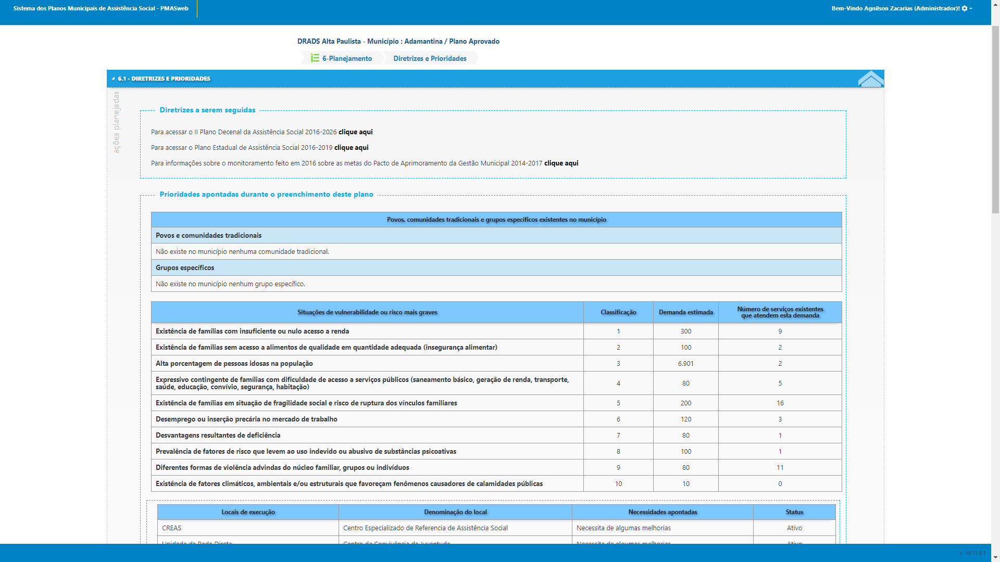 Sistema dos Planos Municipais de Assistência Social - PMASweb
Bem-Vindo Agnilson Zacarias (Administrador)!
DRADS Alta Paulista - Município : Adamantina / Plano Aprovado
6-Planejamento
Diretrizes e Prioridades
6.1 - DIRETRIZES E PRIORIDADES
ações planejadas
Diretrizes a serem seguidas
Para acessar o II Plano Decenal da Assistência Social 2016-2026 clique aqui
Para acessar o Plano Estadual de Assistência Social 2016-2019 clique aqui
Para informações sobre o monitoramento feito em 2016 sobre as metas do Pacto de Aprimoramento da Gestão Municipal 2014-2017 clique aqui
Prioridades apontadas durante o preenchimento deste plano
Povos, comunidades tradicionais e grupos específicos existentes no município
Povos e comunidades tradicionais
Não existe no município nenhuma comunidade tradicional.
Grupos específicos
Não existe no município nenhum grupo específico.
Situações de vulnerabilidade ou risco mais graves
Classificação
Demanda estimada
Número de serviços existentes
que atendem esta demanda
Existência de famílias com insuficiente ou nulo acesso a renda 1 300 9
Existência de famílias sem acesso a alimentos de qualidade em quantidade adequada (insegurança alimentar) 2 100 2
Alta porcentagem de pessoas idosas na população 3 6.901 2
Expressivo contingente de famílias com dificuldade de acesso a serviços públicos (saneamento básico, geração de renda, transporte,
saúde, educação, convívio, segurança, habitação) 4 80 5
Existência de famílias em situação de fragilidade social e risco de ruptura dos vínculos familiares 5 200 16
Desemprego ou inserção precária no mercado de trabalho 6 120 3
Desvantagens resultantes de deficiência 7 80 1
Prevalência de fatores de risco que levem ao uso indevido ou abusivo de substâncias psicoativas 8 100 1
Diferentes formas de violência advindas do núcleo familiar, grupos ou indivíduos 9 80 11
Existência de fatores climáticos, ambientais e/ou estruturais que favoreçam fenômenos causadores de calamidades públicas 10 10 0
Locais de execução Denominação do local Necessidades apontadas Status
CREAS Centro Especializado de Referencia de Assistência Social Necessita de algumas melhorias Ativo
Unidade da Rede Direta Centro da Convivência da Juventude Necessita de algumas melhorias Ativo
V. 19.11.8.1